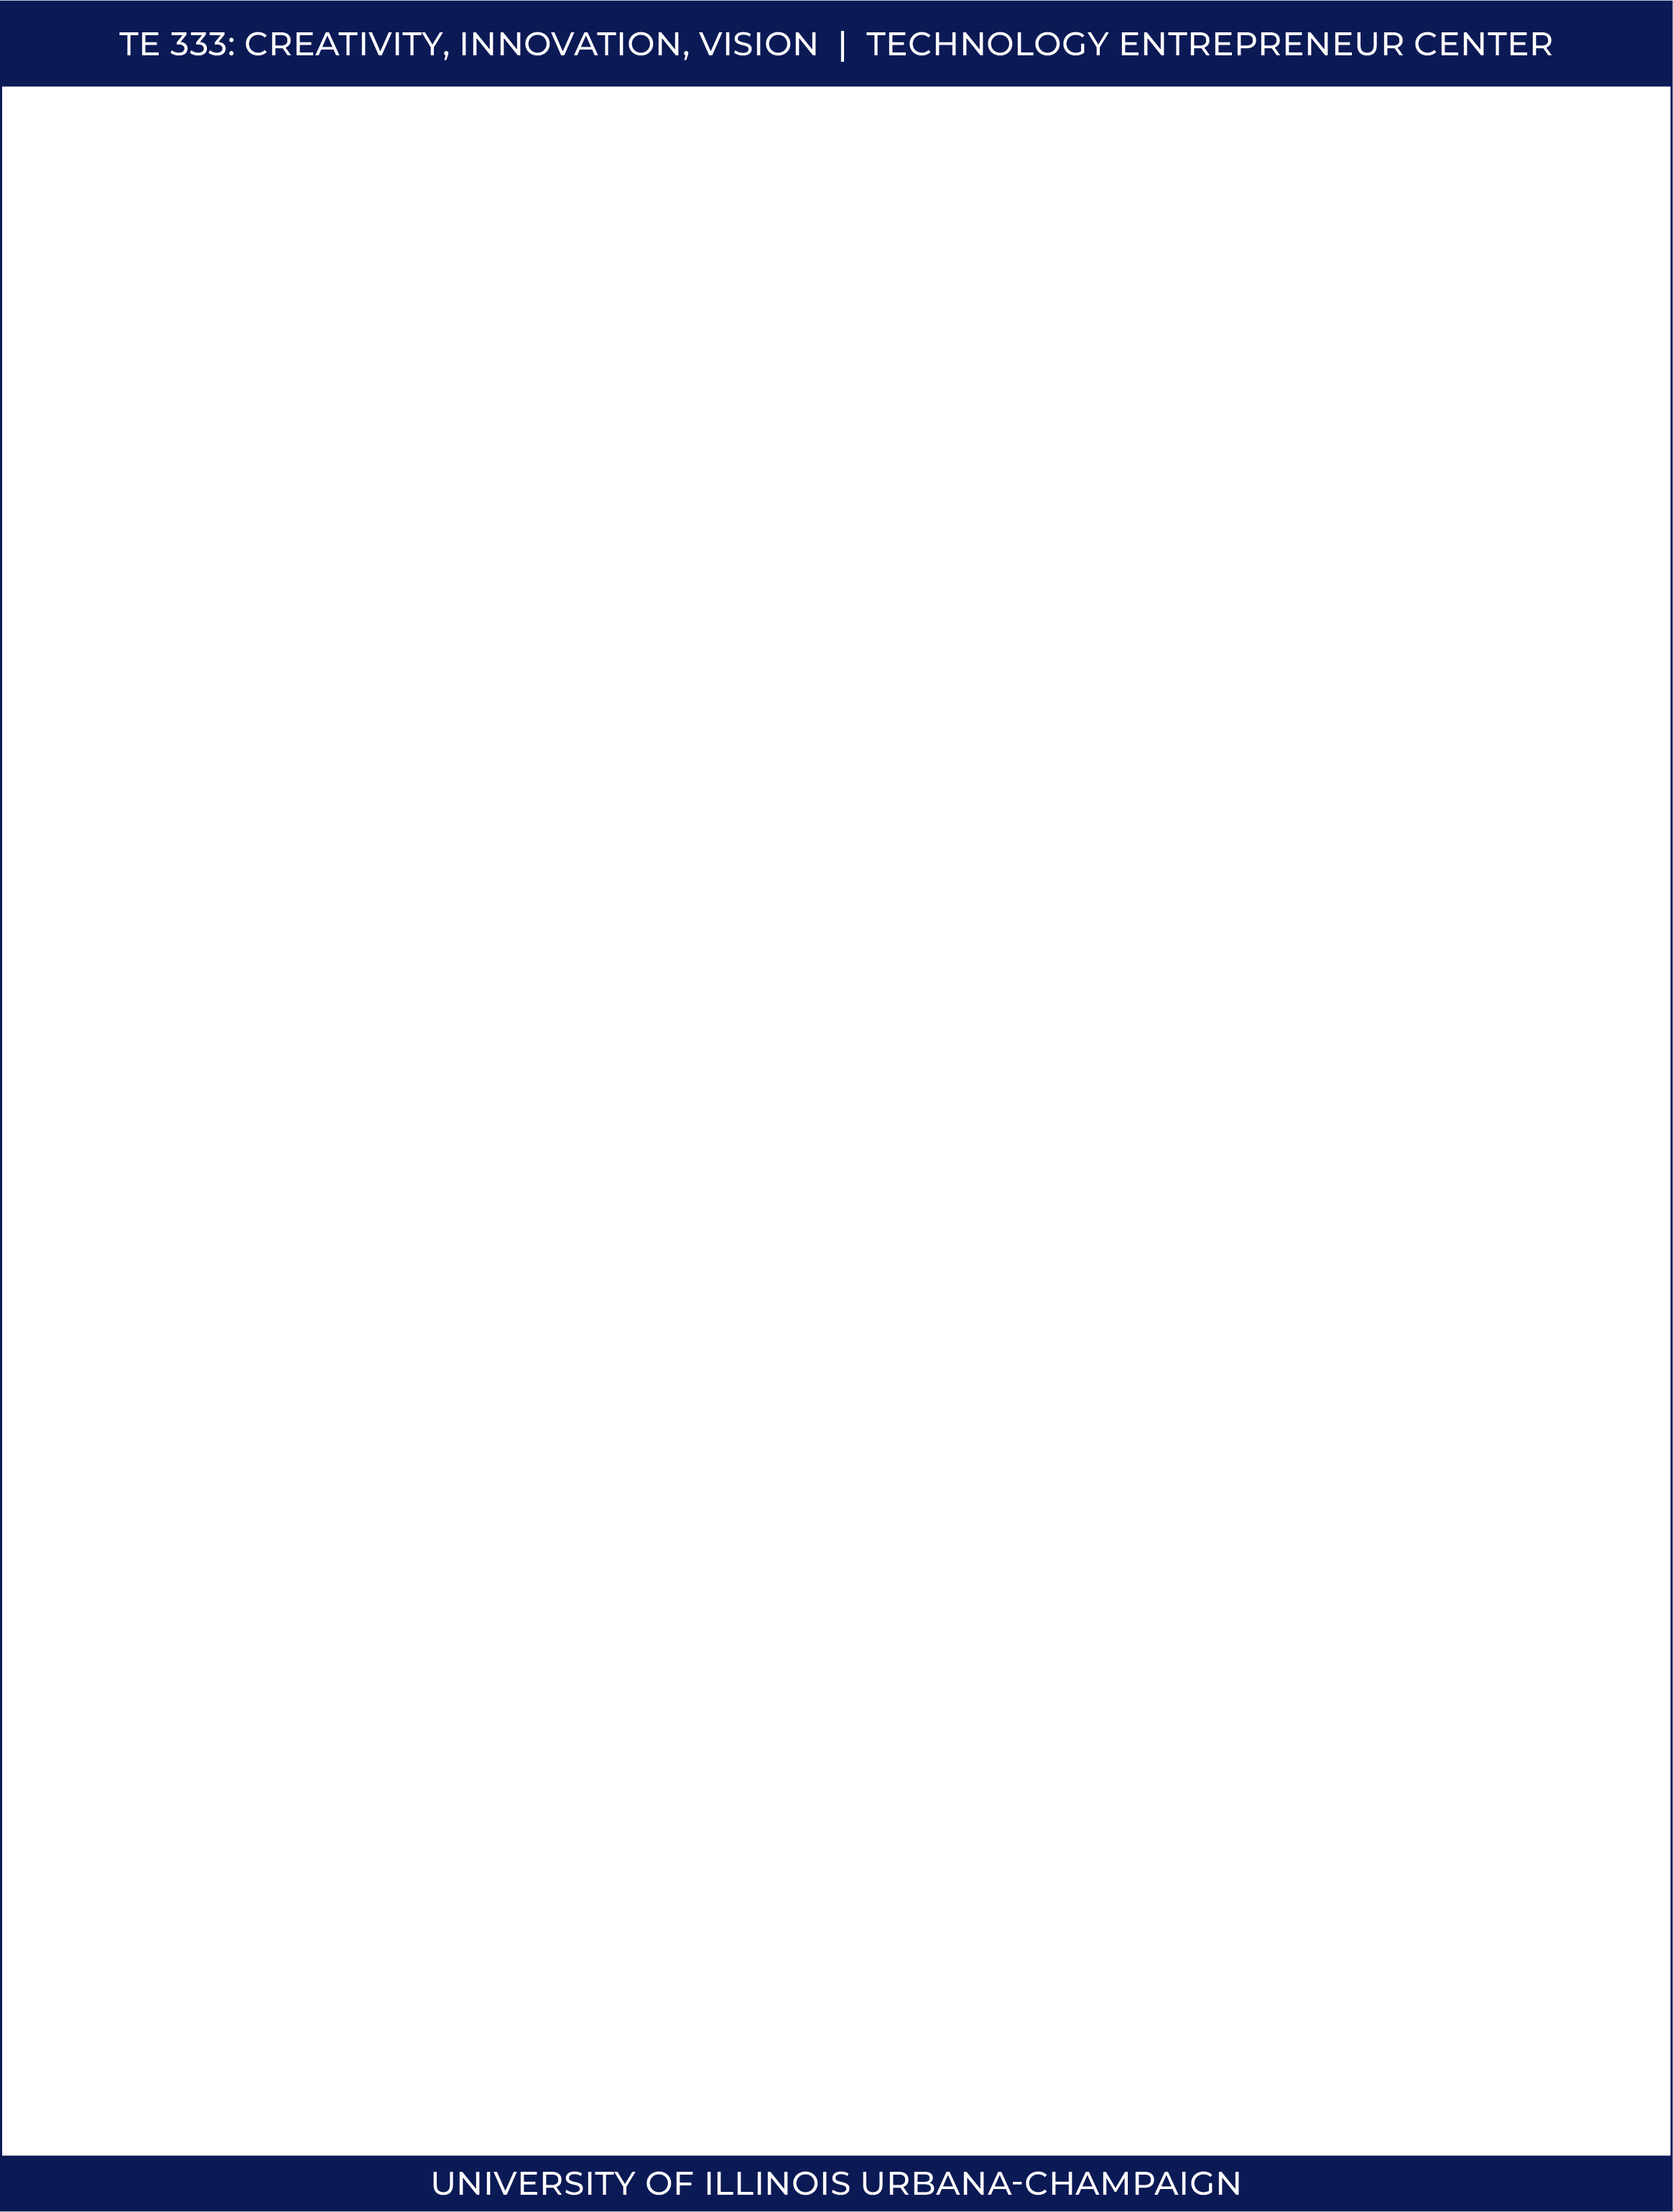 TE 333: CREATIVITY, INNOVATION, VISION | TECHNOLOGY ENTREPRENEUR CENTER
UNIVERSITY OF ILLINOIS URBANA-CHAMPAIGN